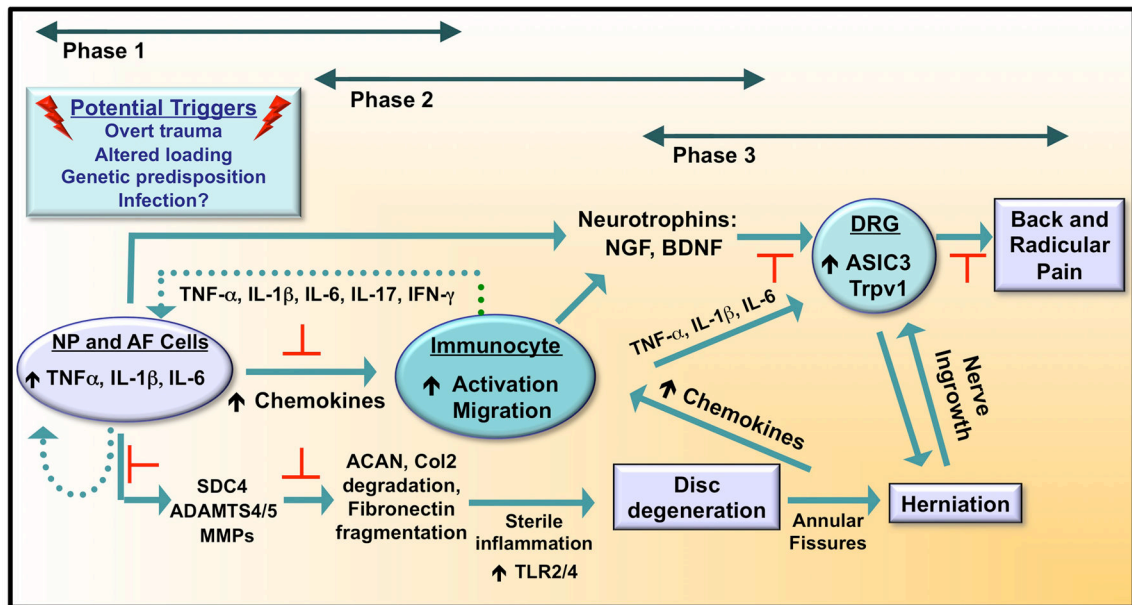 Phase 1
Phase 2
Phase 3
Potential Triggers
Overt trauma
Altered loading
Genetic predisposition
Infection?
Neurotrophins:
NGF, BDNF
DRG
↑ ASIC3
Trpv1
Back and
Radicular
Pain
TNF-α, IL-1β, IL-6, IL-17, IFN-γ
NP and AF Cells
↑ TNFα, IL-1β, IL-6
↑ Chemokines
Immunocyte
↑ Activation
Migration
TNF-α, IL-1β, IL-6
↑ Chemokines
Nerve
Ingrowth
SDC4
ADAMTS4/5
MMPs
ACAN, Col2
degradation,
Fibronectin
fragmentation
Sterile
inflammation
↑ TLR2/4
Disc
degeneration
Annular
Fissures
Herniation